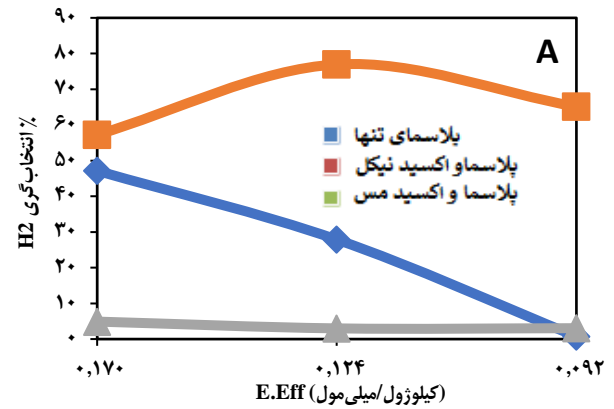 A
۹۰
۸۰
۷۰
۶۰
۵۰
۴۰
۳۰
۲۰
۱۰
۰
% انتخاب‌گری H2
پلاسمای تنها
پلاسماو اکسید نیکل
پلاسما و اکسید مس
۰,۱۷۰ ۰,۱۲۴ ۰,۰۹۲
E.Eff (کیلوژول/میلی‌مول)